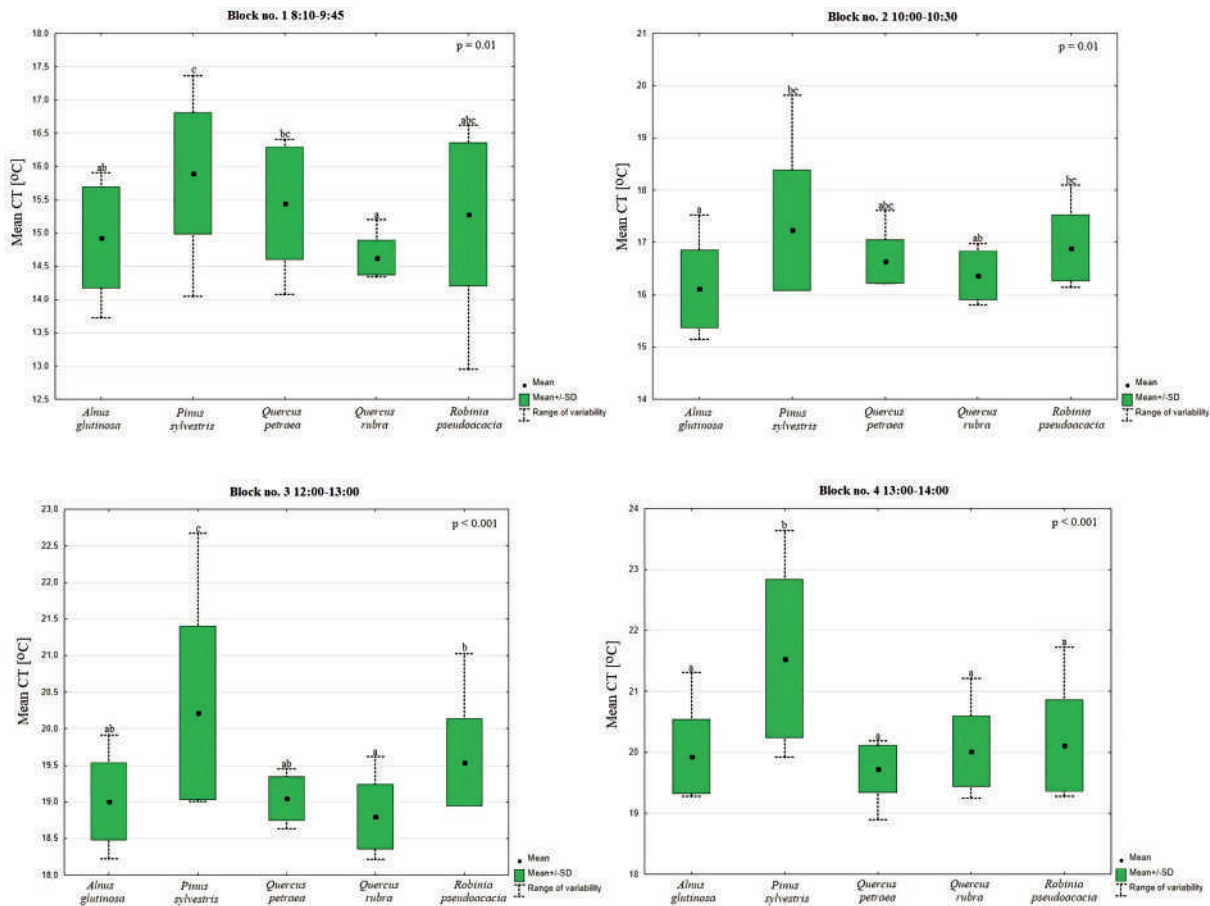 Block no. 1 8:10-9:45
p = 0.01
Mean CT [ºC]
18.0
17.5
17.0
16.5
16.0
15.5
15.0
14.5
14.0
13.5
13.0
12.5
ab
c
bc
a
abc
Alnus glutinosa
Pinus sylvestris
Quercus petraea
Quercus rubra
Robinia pseudoacacia
Mean
Mean+/-SD
Range of variability
Block no. 2 10:00-10:30
p = 0.01
Mean CT [ºC]
21
20
19
18
17
16
15
14
a
bc
abc
ab
bc
Alnus glutinosa
Pinus sylvestris
Quercus petraea
Quercus rubra
Robinia pseudoacacia
Mean
Mean+/-SD
Range of variability
Block no. 3 12:00-13:00
p < 0.001
Mean CT [ºC]
23.0
22.5
22.0
21.5
21.0
20.5
20.0
19.5
19.0
18.5
18.0
ab
c
ab
a
b
Alnus glutinosa
Pinus sylvestris
Quercus petraea
Quercus rubra
Robinia pseudoacacia
Mean
Mean+/-SD
Range of variability
Block no. 4 13:00-14:00
p < 0.001
Mean CT [ºC]
24
23
22
21
20
19
18
a
b
a
a
a
Alnus glutinosa
Pinus sylvestris
Quercus petraea
Quercus rubra
Robinia pseudoacacia
Mean
Mean+/-SD
Range of variability